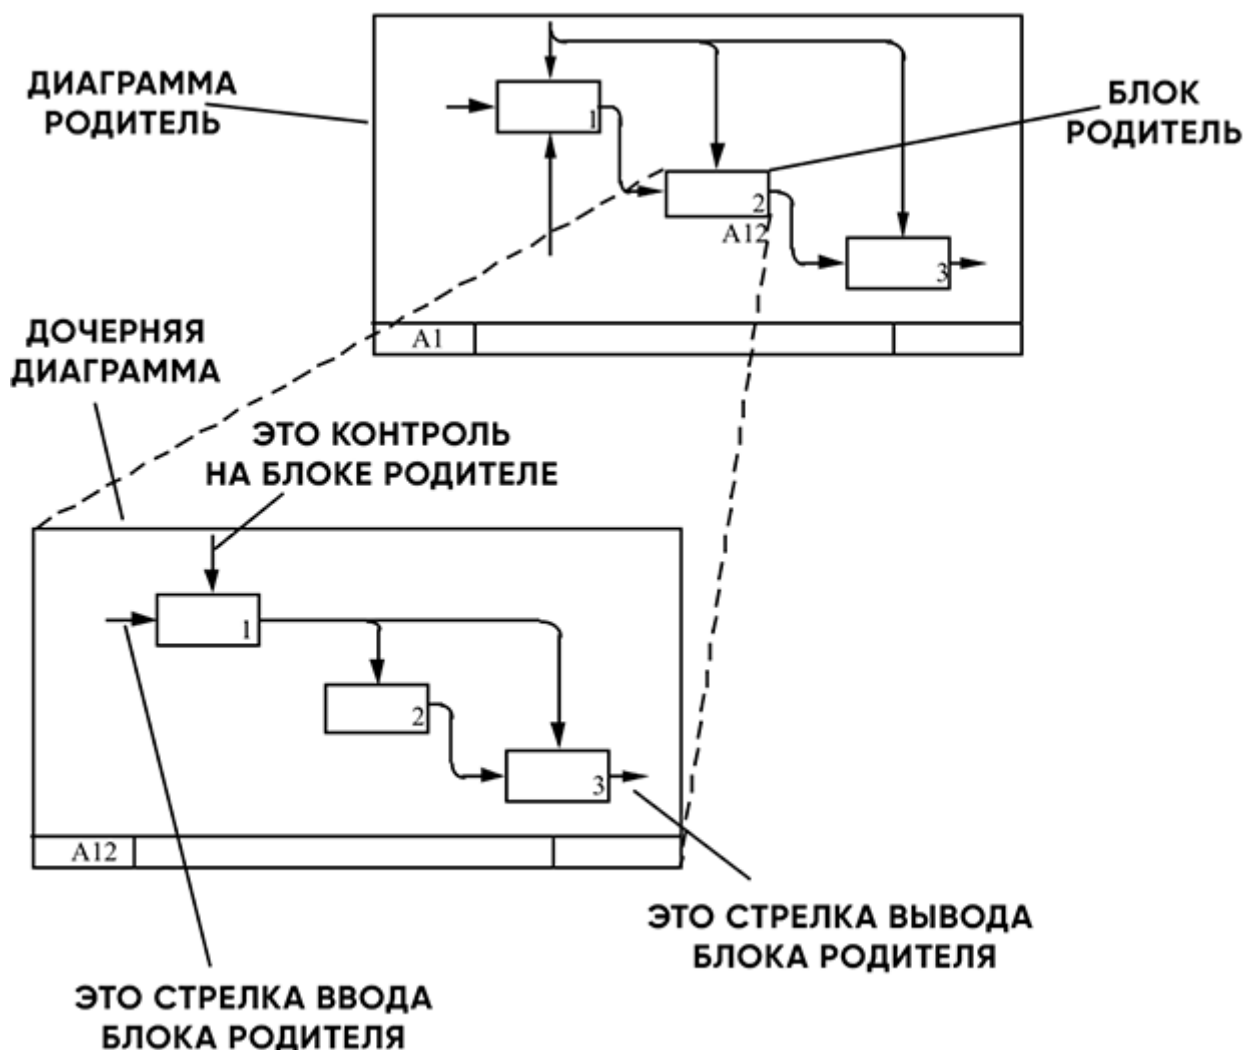 ДИАГРАММА
РОДИТЕЛЬ
БЛОК
РОДИТЕЛЬ
1
2
A12
3
A1
ДОЧЕРНЯЯ
ДИАГРАММА
ЭТО КОНТРОЛЬ
НА БЛОКЕ РОДИТЕЛЕ
1
2
3
A12
ЭТО СТРЕЛКА ВЫВОДА
БЛОКА РОДИТЕЛЯ
ЭТО СТРЕЛКА ВВОДА
БЛОКА РОДИТЕЛЯ